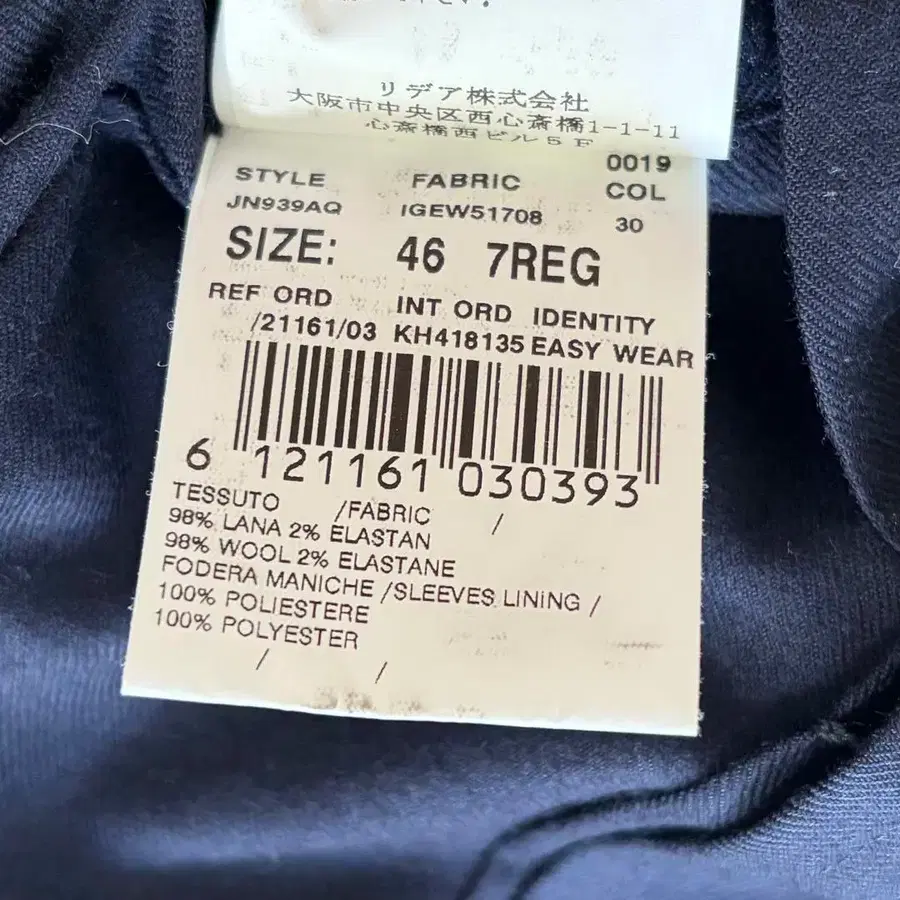 リデア株式会社
大阪市中央区西心斎橋1-1-11
心斎橋西ビル5F
0019
STYLE FABRIC COL
JN939AQ IGEW51708 30
SIZE: 46 7REG
REF ORD INT ORD IDENTITY
/21161/03 KH418135 EASY WEAR
6 121161 030393
TESSUTO /FABRIC /
98% LANA 2% ELASTAN
98% WOOL 2% ELASTANE
FODERA MANICHE /SLEEVES LINING /
100% POLIESTERE
100% POLYESTER
/ /